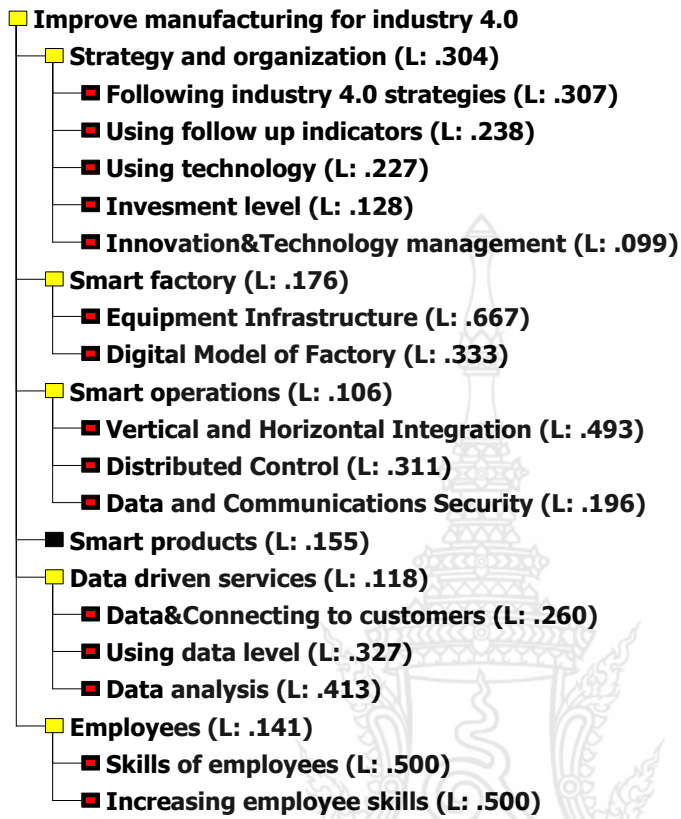 Improve manufacturing for industry 4.0
Strategy and organization (L: .304)
Following industry 4.0 strategies (L: .307)
Using follow up indicators (L: .238)
Using technology (L: .227)
Invesment level (L: .128)
Innovation&Technology management (L: .099)
Smart factory (L: .176)
Equipment Infrastructure (L: .667)
Digital Model of Factory (L: .333)
Smart operations (L: .106)
Vertical and Horizontal Integration (L: .493)
Distributed Control (L: .311)
Data and Communications Security (L: .196)
Smart products (L: .155)
Data driven services (L: .118)
Data&Connecting to customers (L: .260)
Using data level (L: .327)
Data analysis (L: .413)
Employees (L: .141)
Skills of employees (L: .500)
Increasing employee skills (L: .500)